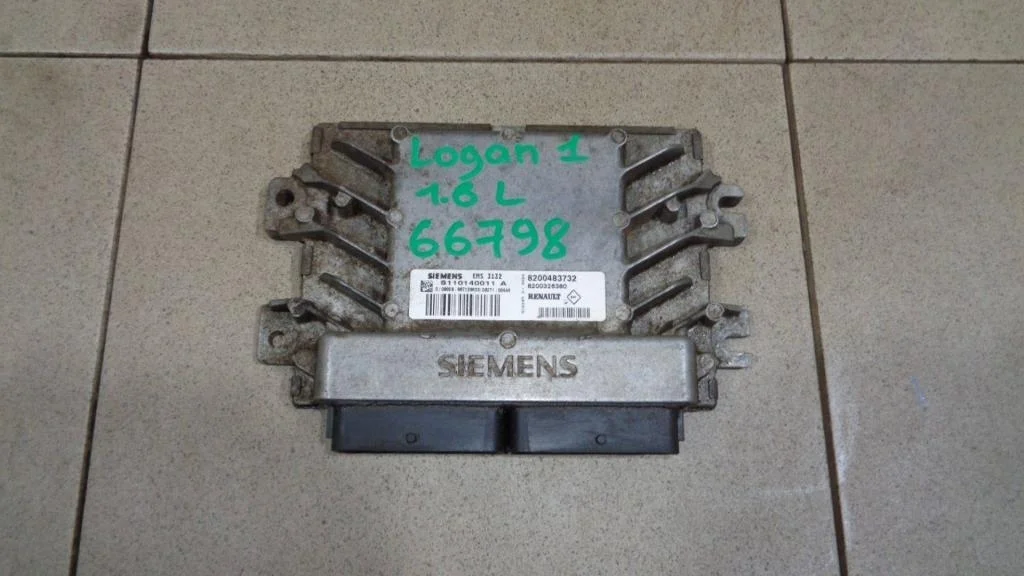 Logan 1
1.6 L
66798
SIEMENS EMS 3132
S110140011 A
8200483732
8200326380
RENAULT
SIEMENS